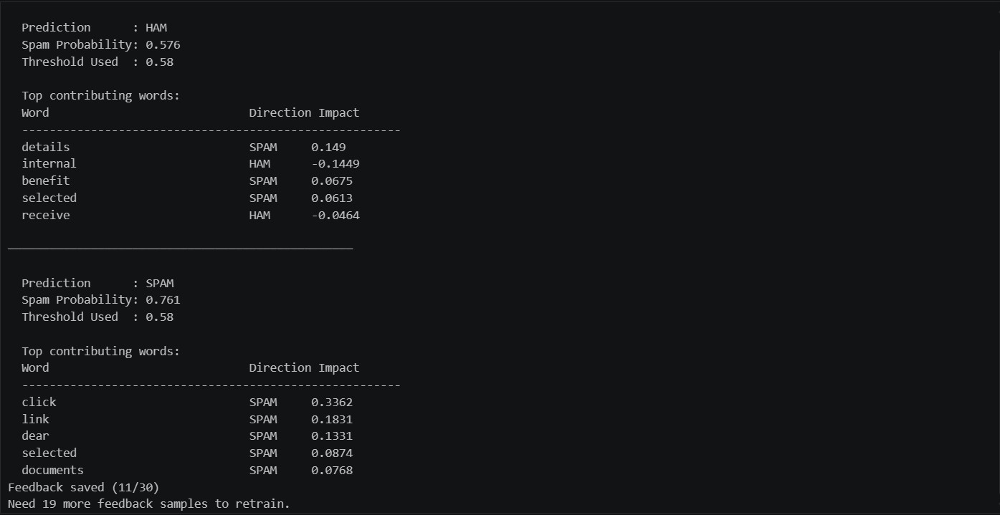 Prediction      : HAM
Spam Probability: 0.576
Threshold Used  : 0.58
Top contributing words:
Word                             Direction Impact
-------------------------------------------------------
details                          SPAM     0.149
internal                         HAM      -0.1449
benefit                          SPAM     0.0675
selected                         SPAM     0.0613
receive                          HAM      -0.0464
__________________________________________________
Prediction      : SPAM
Spam Probability: 0.761
Threshold Used  : 0.58
Top contributing words:
Word                             Direction Impact
-------------------------------------------------------
click                            SPAM     0.3362
link                             SPAM     0.1831
dear                             SPAM     0.1331
selected                         SPAM     0.0874
documents                        SPAM     0.0768
Feedback saved (11/30)
Need 19 more feedback samples to retrain.